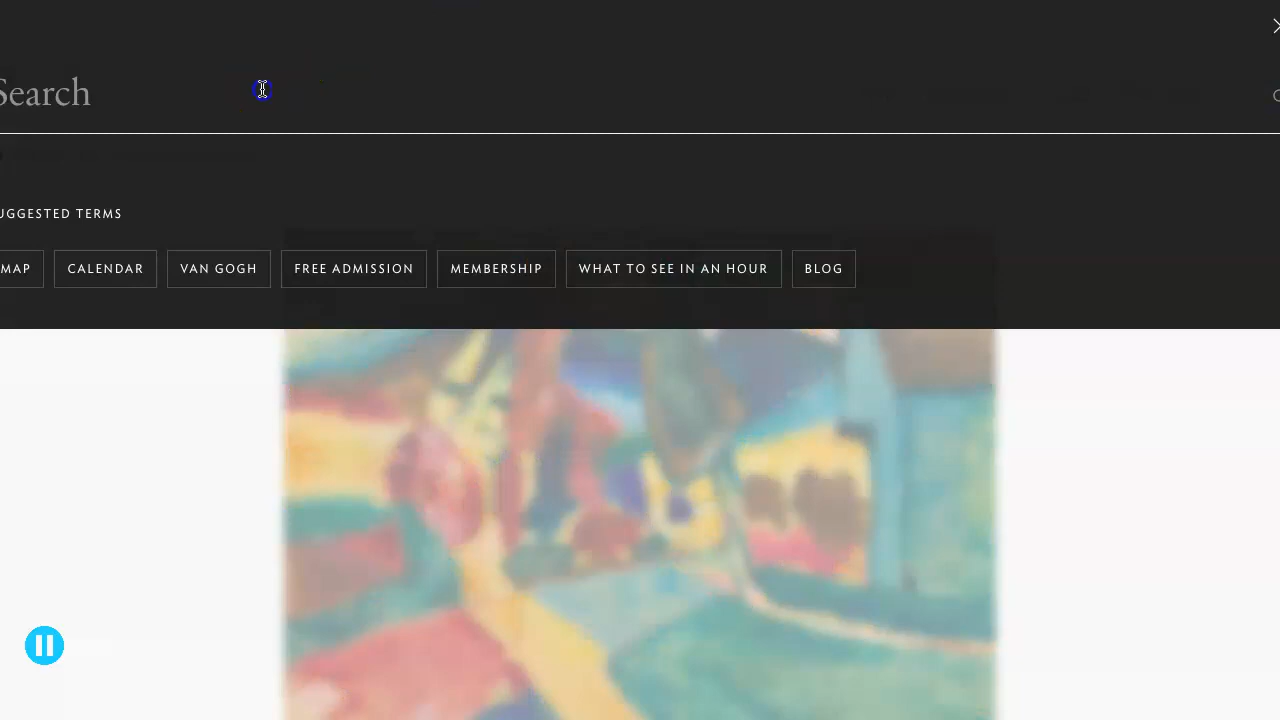 Search
UGGESTED TERMS
MAP
CALENDAR
VAN GOGH
FREE ADMISSION
MEMBERSHIP
WHAT TO SEE IN AN HOUR
BLOG